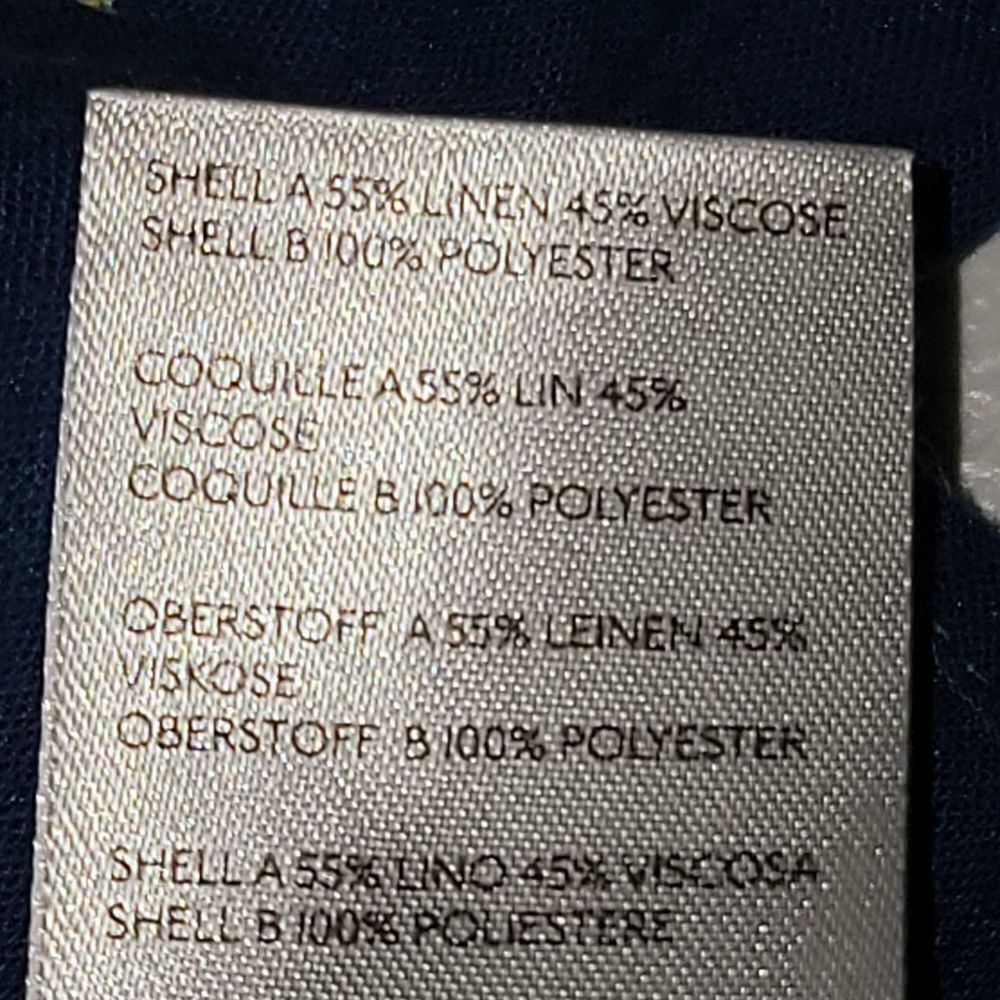 SHELL A 55% LINEN 45% VISCOSE
SHELL B 100% POLYESTER
COQUILLE A 55% LIN 45%
VISCOSE
COQUILLE B 100% POLYESTER
OBERSTOFF A 55% LEINEN 45%
VISKOSE
OBERSTOFF B 100% POLYESTER
SHELL A 55% LINO 45% VISCOSA
SHELL B 100% POLIESTERE